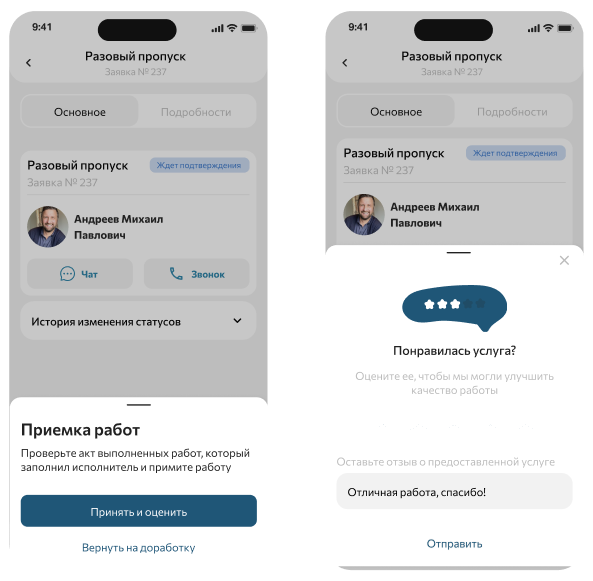 9:41
Разовый пропуск
Заявка № 237
Основное
Подробности
Разовый пропуск
Ждет подтверждения
Заявка № 237
Андреев Михаил
Павлович
Чат
Звонок
История изменения статусов
Приемка работ
Проверьте акт выполненных работ, который
заполнил исполнитель и примите работу
Принять и оценить
Вернуть на доработку
9:41
Разовый пропуск
Заявка № 237
Основное
Подробности
Разовый пропуск
Ждет подтверждения
Заявка № 237
Андреев Михаил
Павлович
Понравилась услуга?
Оцените ее, чтобы мы могли улучшить
качество работы
Оставьте отзыв о предоставленной услуге
Отличная работа, спасибо!
Отправить